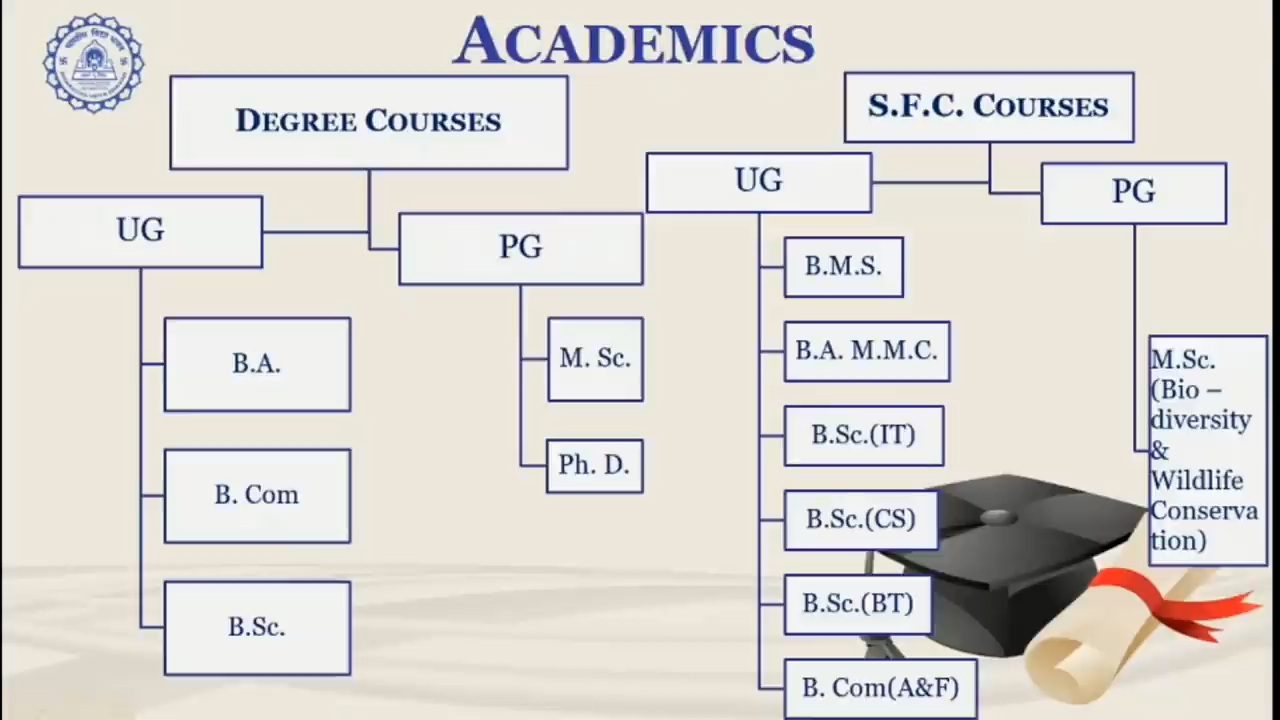 ACADEMICS
DEGREE COURSES
UG
B.A.
B. Com
B.Sc.
PG
M. Sc.
Ph. D.
S.F.C. COURSES
UG
B.M.S.
B.A. M.M.C.
B.Sc.(IT)
B.Sc.(CS)
B.Sc.(BT)
B. Com(A&F)
PG
M.Sc.
(Bio –
diversity
&
Wildlife
Conserva
tion)